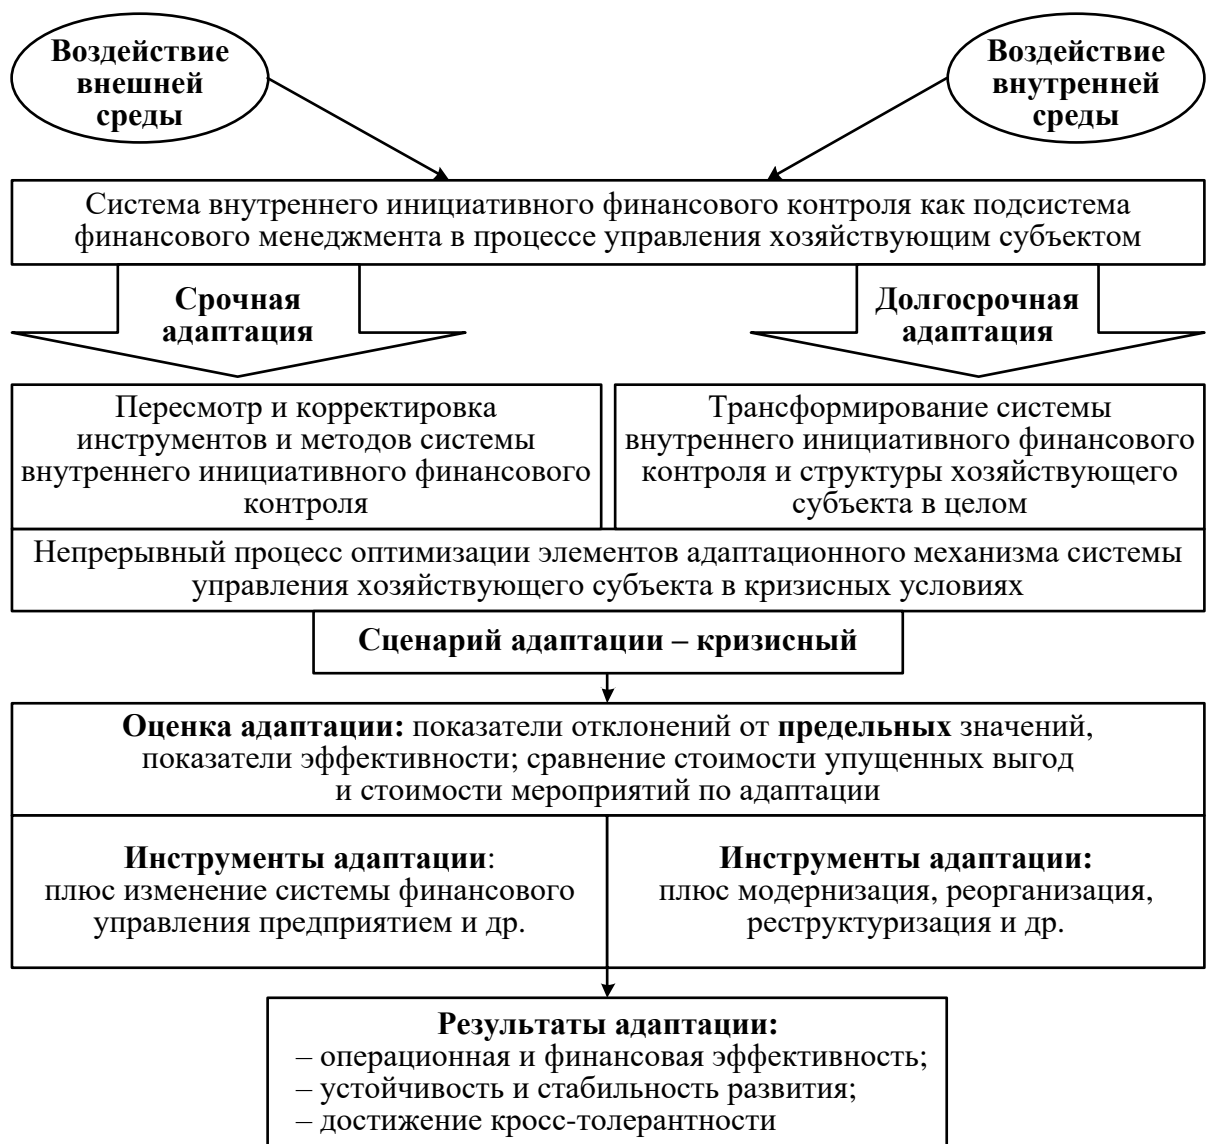 Воздействие
внешней
среды
Воздействие
внутренней
среды
Система внутреннего инициативного финансового контроля как подсистема
финансового менеджмента в процессе управления хозяйствующим субъектом
Срочная
адаптация
Долгосрочная
адаптация
Пересмотр и корректировка
инструментов и методов системы
внутреннего инициативного финансового
контроля
Трансформирование системы
внутреннего инициативного финансового
контроля и структуры хозяйствующего
субъекта в целом
Непрерывный процесс оптимизации элементов адаптационного механизма системы
управления хозяйствующего субъекта в кризисных условиях
Сценарий адаптации – кризисный
Оценка адаптации: показатели отклонений от предельных значений,
показатели эффективности; сравнение стоимости упущенных выгод
и стоимости мероприятий по адаптации
Инструменты адаптации:
плюс изменение системы финансового
управления предприятием и др.
Инструменты адаптации:
плюс модернизация, реорганизация,
реструктуризация и др.
Результаты адаптации:
– операционная и финансовая эффективность;
– устойчивость и стабильность развития;
– достижение кросс-толерантности